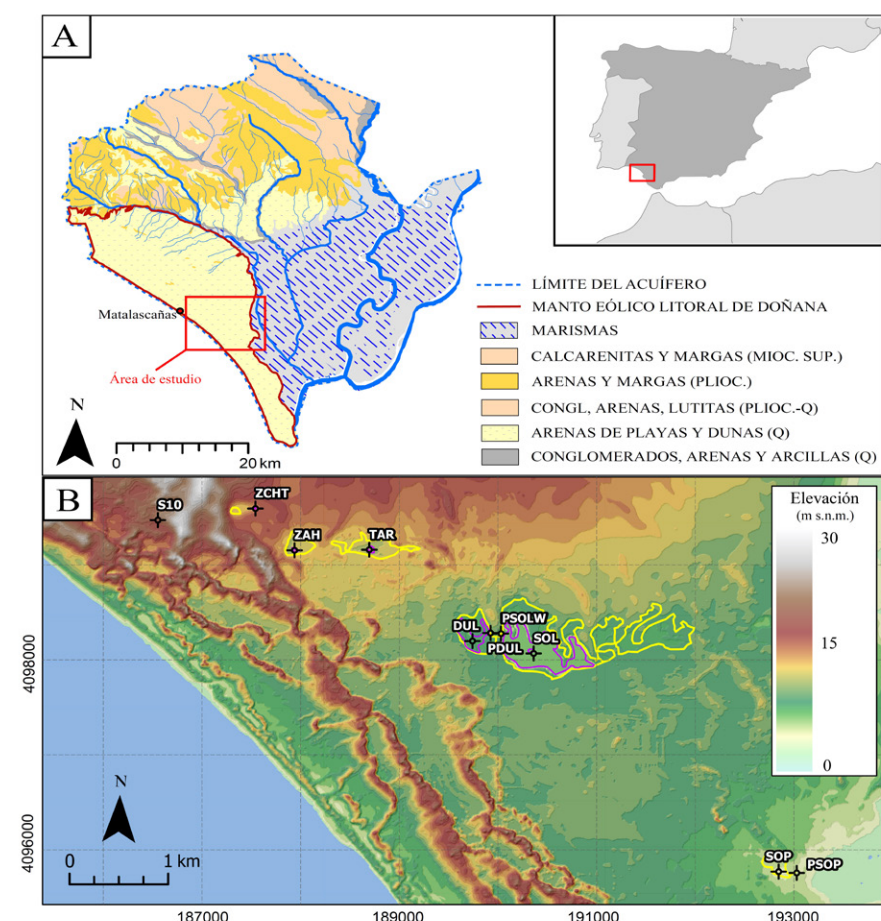 A
Matalascañas
Área de estudio
N
0 20 km
LÍMITE DEL ACUÍFERO
MANTO EÓLICO LITORAL DE DOÑANA
MARISMAS
CALCARENITAS Y MARGAS (MIOC. SUP.)
ARENAS Y MARGAS (PLIOC.)
CONGL, ARENAS, LUTITAS (PLIOC.-Q)
ARENAS DE PLAYAS Y DUNAS (Q)
CONGLOMERADOS, ARENAS Y ARCILLAS (Q)
B
Elevación
(m s.n.m.)
30
15
0
S10
ZCHT
ZAH
TAR
DUL
PSOLW
PDUL
SOL
SOP
PSOP
N
0 1 km
4098000
4096000
187000 189000 191000 193000